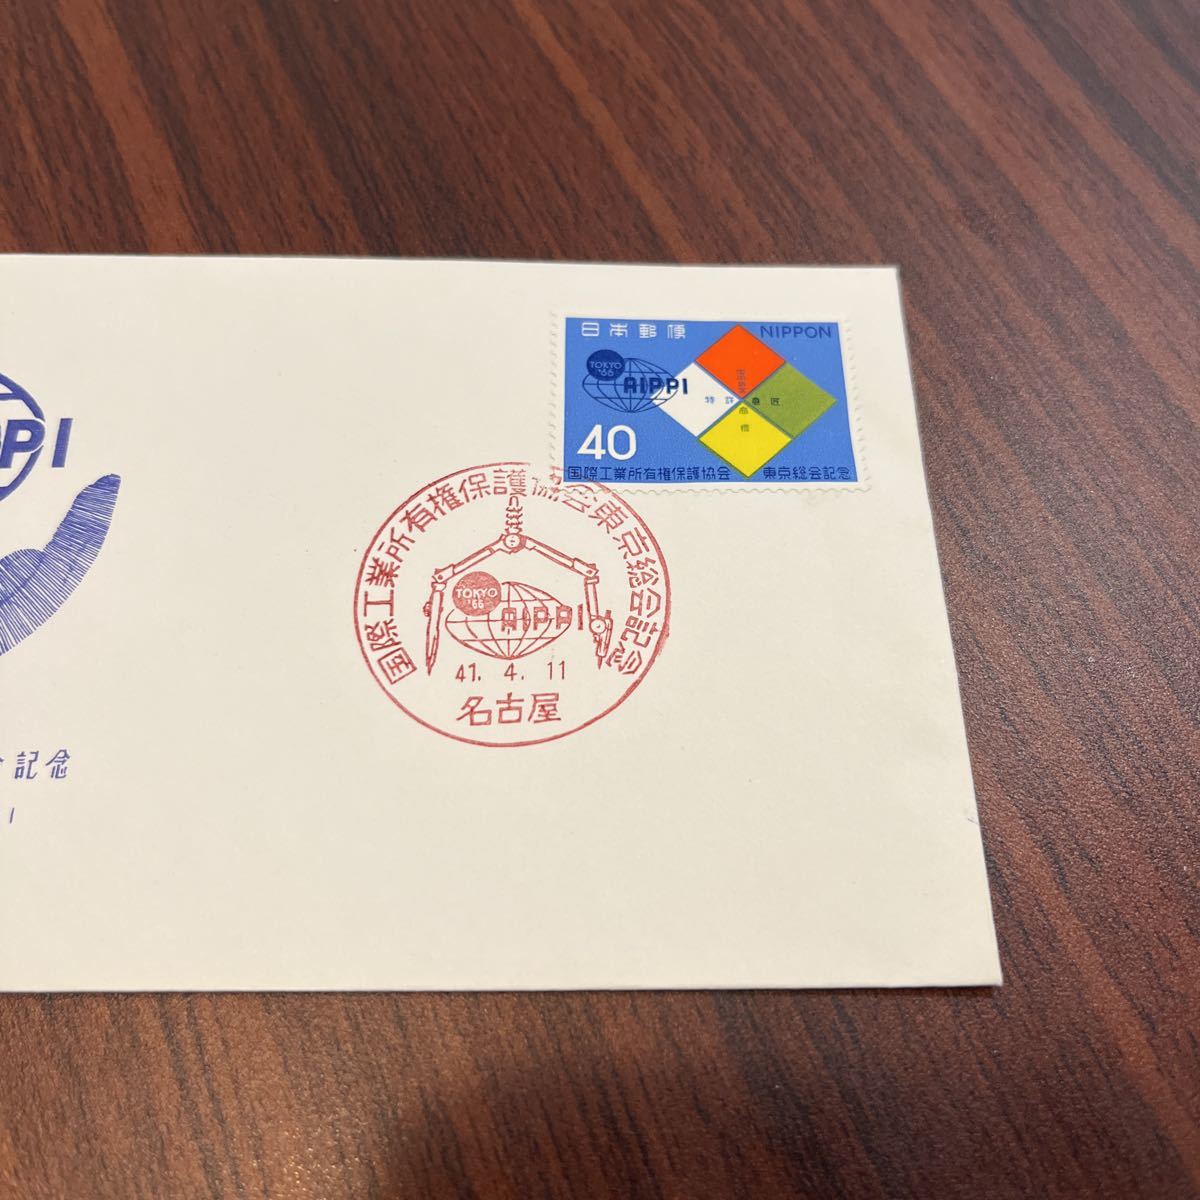 日本郵便 NIPPON
TOKYO
'66
AIPPI
特許 意匠
商標
40
国際工業所有権保護協会 東京総会記念
国際工業所有権保護協会東京総会記念
TOKYO
'66
AIPPI
41. 4. 11
名古屋
PPI
記念
1